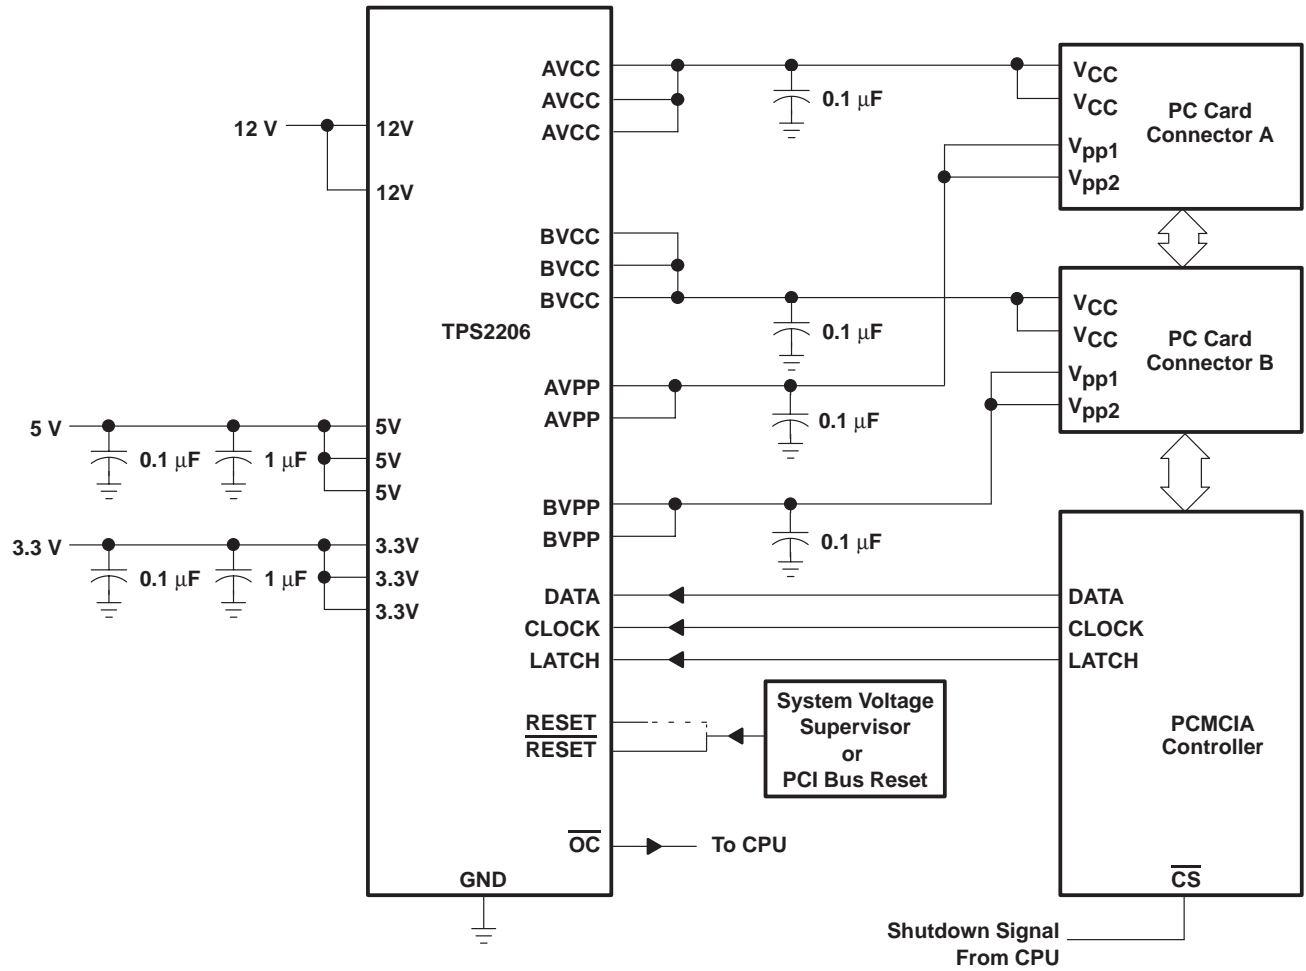 12 V
5 V
0.1 μF
1 μF
3.3 V
0.1 μF
1 μF
12V
12V
5V
5V
5V
3.3V
3.3V
3.3V
TPS2206
AVCC
AVCC
AVCC
BVCC
BVCC
BVCC
AVPP
AVPP
BVPP
BVPP
DATA
CLOCK
LATCH
RESET
R̅E̅S̅E̅T̅
O̅C̅
GND
0.1 μF
0.1 μF
0.1 μF
0.1 μF
System Voltage
Supervisor
or
PCI Bus Reset
To CPU
VCC
VCC
Vpp1
Vpp2
PC Card
Connector A
VCC
VCC
Vpp1
Vpp2
PC Card
Connector B
DATA
CLOCK
LATCH
PCMCIA
Controller
C̅S̅
Shutdown Signal
From CPU